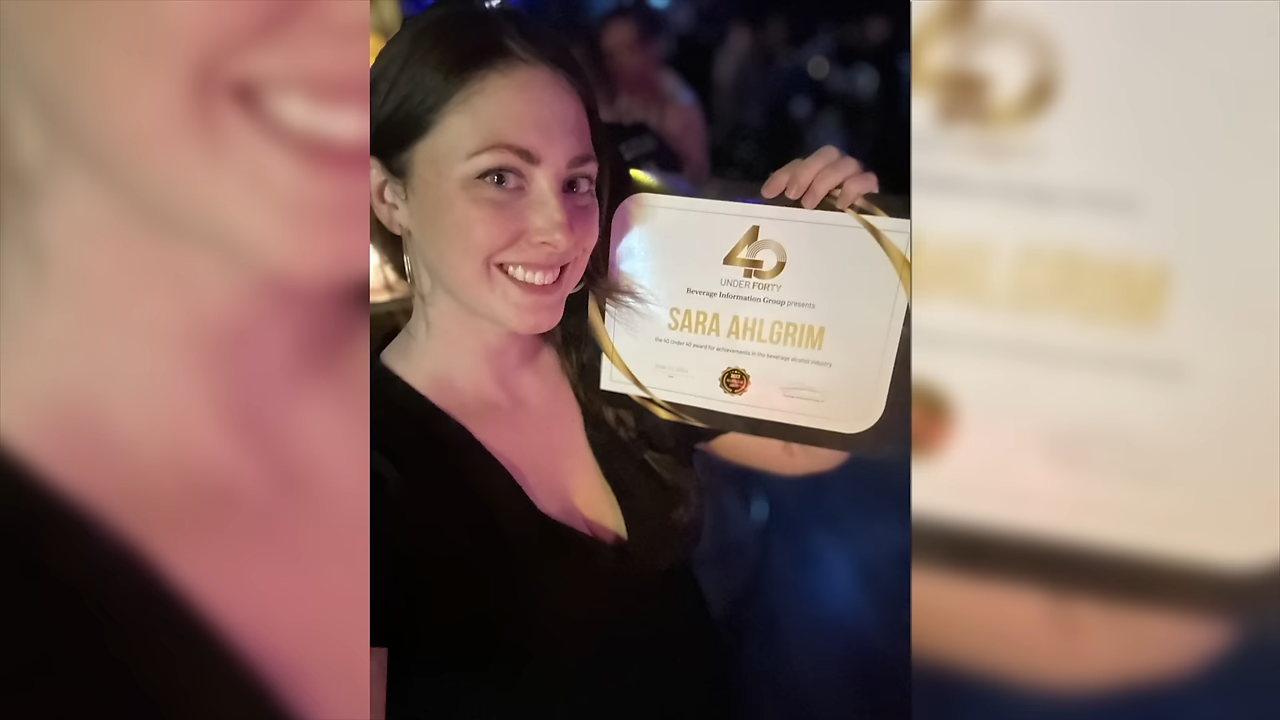 40
UNDER FORTY
Beverage Information Group presents
SARA AHLGRIM
the 40 Under 40 award for achievements in the beverage alcohol industry
2023